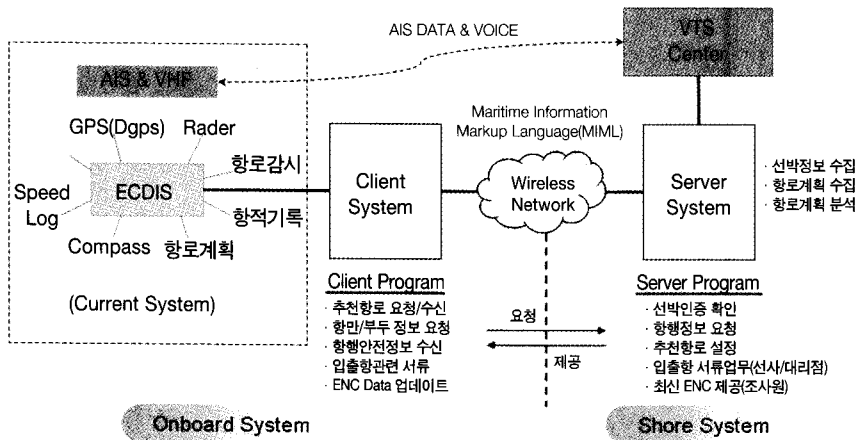 AIS DATA & VOICE
VTS
Center
AIS & VHF
GPS(Dgps)
Rader
ECDIS
항로감시
Speed
Log
항적기록
Compass
항로계획
(Current System)
Client
System
Maritime Information
Markup Language(MIML)
Wireless
Network
Server
System
· 선박정보 수집
· 항로계획 수집
· 항로계획 분석
Client Program
· 추천항로 요청/수신
· 항만/부두 정보 요청
· 항행안전정보 수신
· 입출항관련 서류
· ENC Data 업데이트
요청
제공
Server Program
· 선박인증 확인
· 항행정보 요청
· 추천항로 설정
· 입출항 서류업무(선사/대리점)
· 최신 ENC 제공(조사원)
Onboard System
Shore System